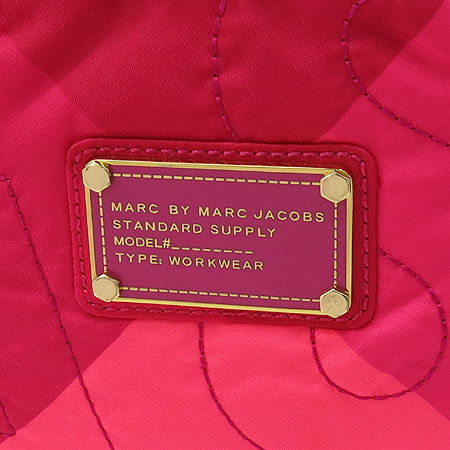 MARC BY MARC JACOBS
STANDARD SUPPLY
MODEL#_________
TYPE: WORKWEAR